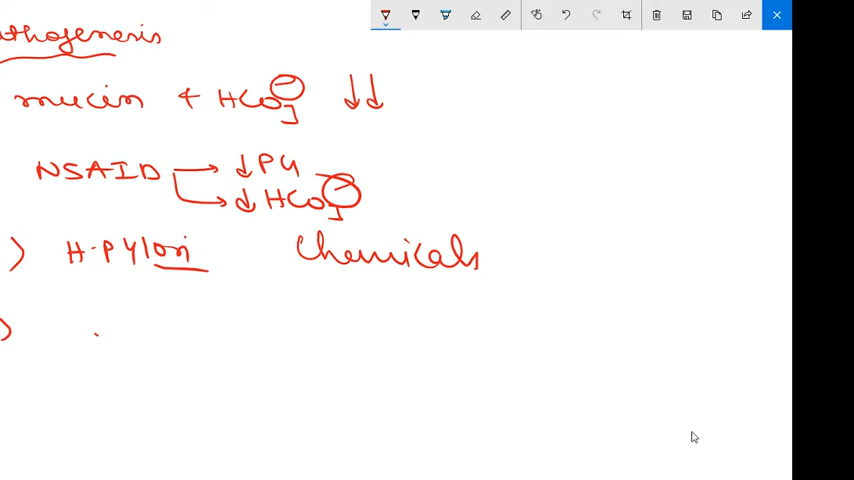 athogenesis
mucin & HCO3⊖ ↓↓
NSAID → ↓PG
→ ↓HCO3⊖
) H-Pylori Chemicals
)